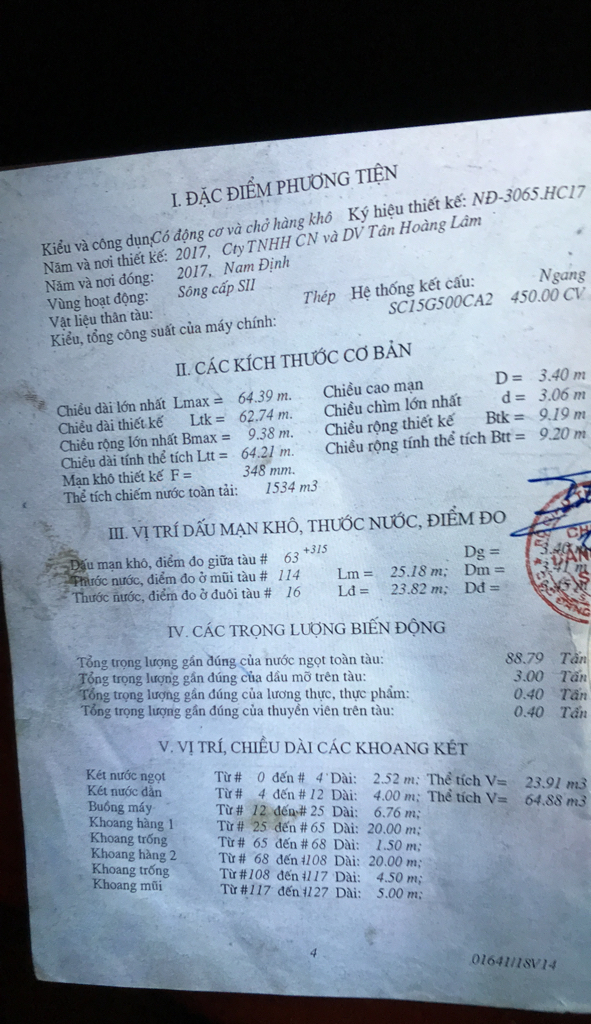 I. ĐẶC ĐIỂM PHƯƠNG TIỆN
Kiểu và công dụng: Có động cơ và chở hàng khô Ký hiệu thiết kế: NĐ-3065.HC17
Năm và nơi thiết kế: 2017, Cty TNHH CN và DV Tân Hoàng Lâm
Năm và nơi đóng: 2017, Nam Định
Vùng hoạt động: Sông cấp SII
Vật liệu thân tàu: Thép Hệ thống kết cấu: Ngang
Kiểu, tổng công suất của máy chính: SC15G500CA2 450.00 CV
II. CÁC KÍCH THƯỚC CƠ BẢN
Chiều dài lớn nhất Lmax = 64.39 m. Chiều cao mạn D = 3.40 m
Chiều dài thiết kế Ltk = 62.74 m. Chiều chìm lớn nhất d = 3.06 m
Chiều rộng lớn nhất Bmax = 9.38 m. Chiều rộng thiết kế Btk = 9.19 m
Chiều dài tính thể tích Ltt = 64.21 m. Chiều rộng tính thể tích Btt = 9.20 m
Mạn khô thiết kế F = 348 mm.
Thể tích chiếm nước toàn tải: 1534 m3
III. VỊ TRÍ DẤU MẠN KHÔ, THƯỚC NƯỚC, ĐIỂM ĐO
Dấu mạn khô, điểm đo giữa tàu # 63 +315 Dg =
Thước nước, điểm đo ở mũi tàu # 114 Lm = 25.18 m; Dm = m
Thước nước, điểm đo ở đuôi tàu # 16 Lđ = 23.82 m; Dđ =
IV. CÁC TRỌNG LƯỢNG BIẾN ĐỘNG
Tổng trọng lượng gần đúng của nước ngọt toàn tàu: 88.79 Tấn
Tổng trọng lượng gần đúng của dầu mỡ trên tàu: 3.00 Tấn
Tổng trọng lượng gần đúng của lương thực, thực phẩm: 0.40 Tấn
Tổng trọng lượng gần đúng của thuyền viên trên tàu: 0.40 Tấn
V. VỊ TRÍ, CHIỀU DÀI CÁC KHOANG KÉT
Két nước ngọt Từ # 0 đến # 4 Dài: 2.52 m; Thể tích V= 23.91 m3
Két nước dằn Từ # 4 đến # 12 Dài: 4.00 m; Thể tích V= 64.88 m3
Buồng máy Từ # 12 đến # 25 Dài: 6.76 m;
Khoang hàng 1 Từ # 25 đến # 65 Dài: 20.00 m;
Khoang trống Từ # 65 đến # 68 Dài: 1.50 m;
Khoang hàng 2 Từ # 68 đến #108 Dài: 20.00 m;
Khoang trống Từ #108 đến #117 Dài: 4.50 m;
Khoang mũi Từ #117 đến #127 Dài: 5.00 m;
4
01641/18V14